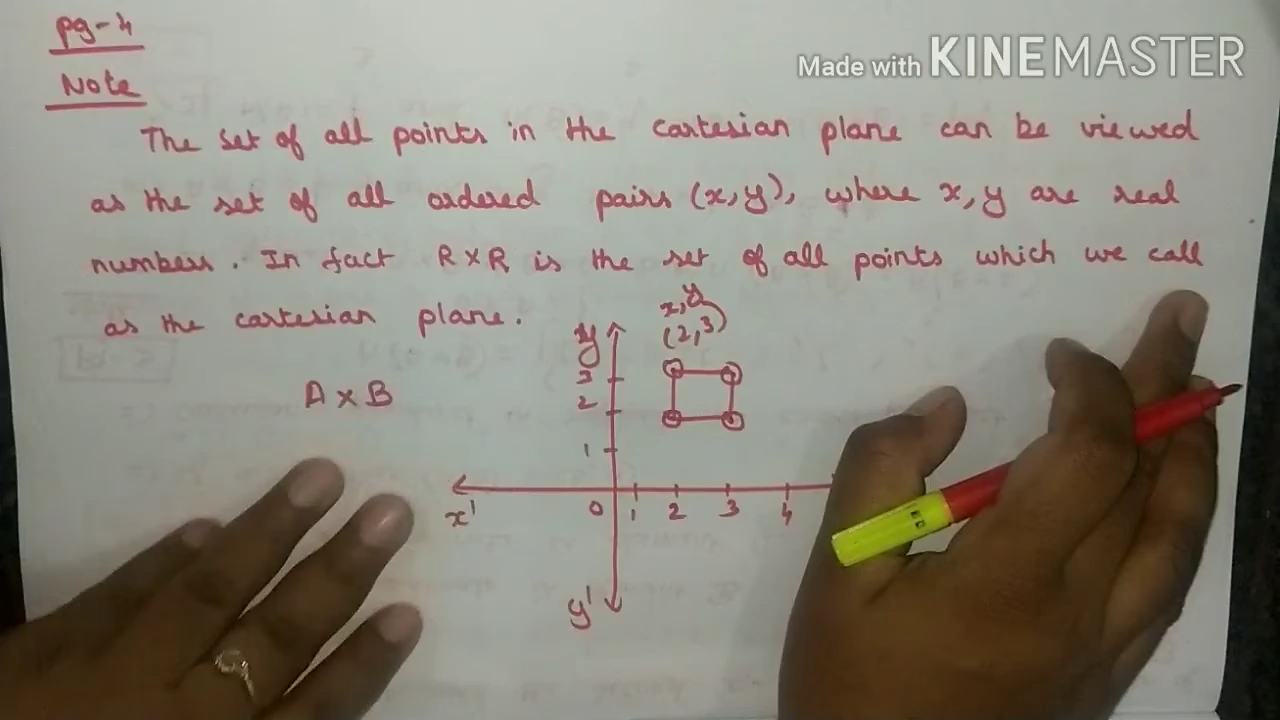 pg-4
Made with KINEMASTER
Note
The set of all points in the cartesian plane can be viewed
as the set of all ordered pairs (x,y), where x,y are real
numbers. In fact R×R is the set of all points which we call
as the cartesian plane.
x,y
(2,3)
y
3
A×B
2
1
x' 0 1 2 3 4
y'